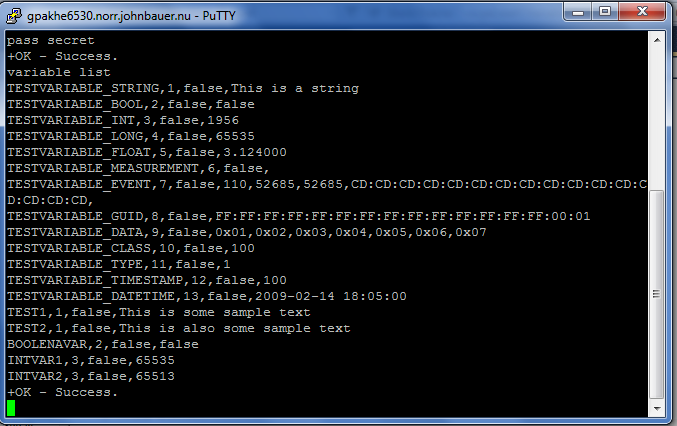 gpakhe6530.norr.johnbauer.nu - PuTTY
pass secret
+OK - Success.
variable list
TESTVARIABLE_STRING,1,false,This is a string
TESTVARIABLE_BOOL,2,false,false
TESTVARIABLE_INT,3,false,1956
TESTVARIABLE_LONG,4,false,65535
TESTVARIABLE_FLOAT,5,false,3.124000
TESTVARIABLE_MEASUREMENT,6,false,
TESTVARIABLE_EVENT,7,false,110,52685,52685,CD:CD:CD:CD:CD:CD:CD:CD:CD:CD:CD:CD:C
D:CD:CD:CD,
TESTVARIABLE_GUID,8,false,FF:FF:FF:FF:FF:FF:FF:FF:FF:FF:FF:FF:FF:FF:00:01
TESTVARIABLE_DATA,9,false,0x01,0x02,0x03,0x04,0x05,0x06,0x07
TESTVARIABLE_CLASS,10,false,100
TESTVARIABLE_TYPE,11,false,1
TESTVARIABLE_TIMESTAMP,12,false,100
TESTVARIABLE_DATETIME,13,false,2009-02-14 18:05:00
TEST1,1,false,This is some sample text
TEST2,1,false,This is also some sample text
BOOLENAVAR,2,false,false
INTVAR1,3,false,65535
INTVAR2,3,false,65513
+OK - Success.